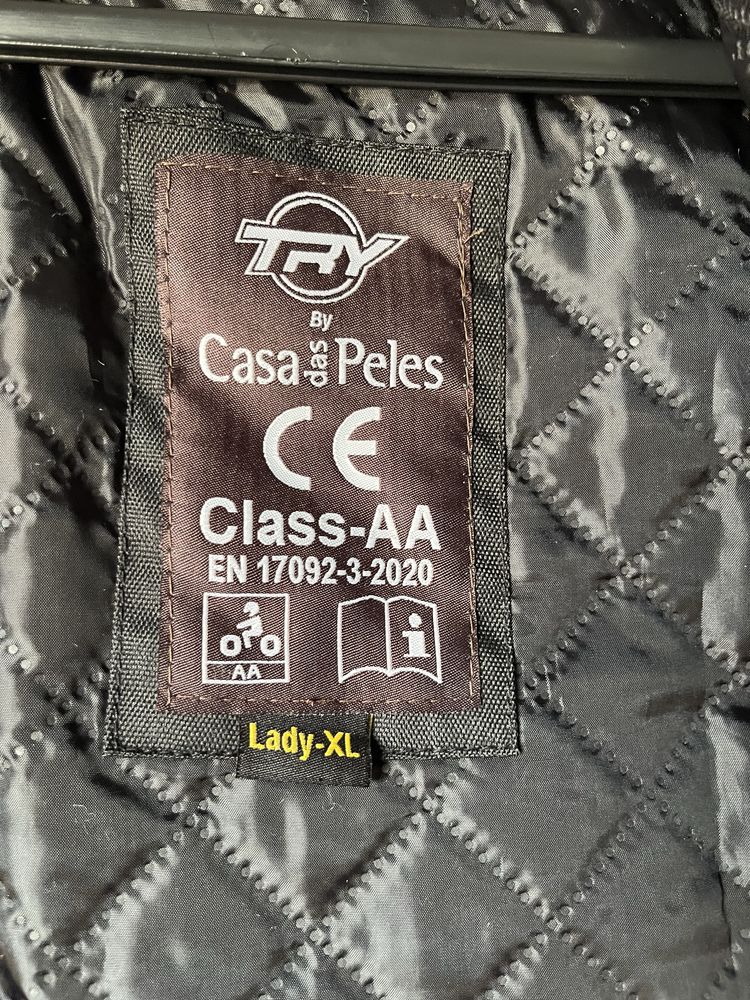 TRY
By
Casa das Peles
CE
Class-AA
EN 17092-3-2020
AA
i
Lady-XL